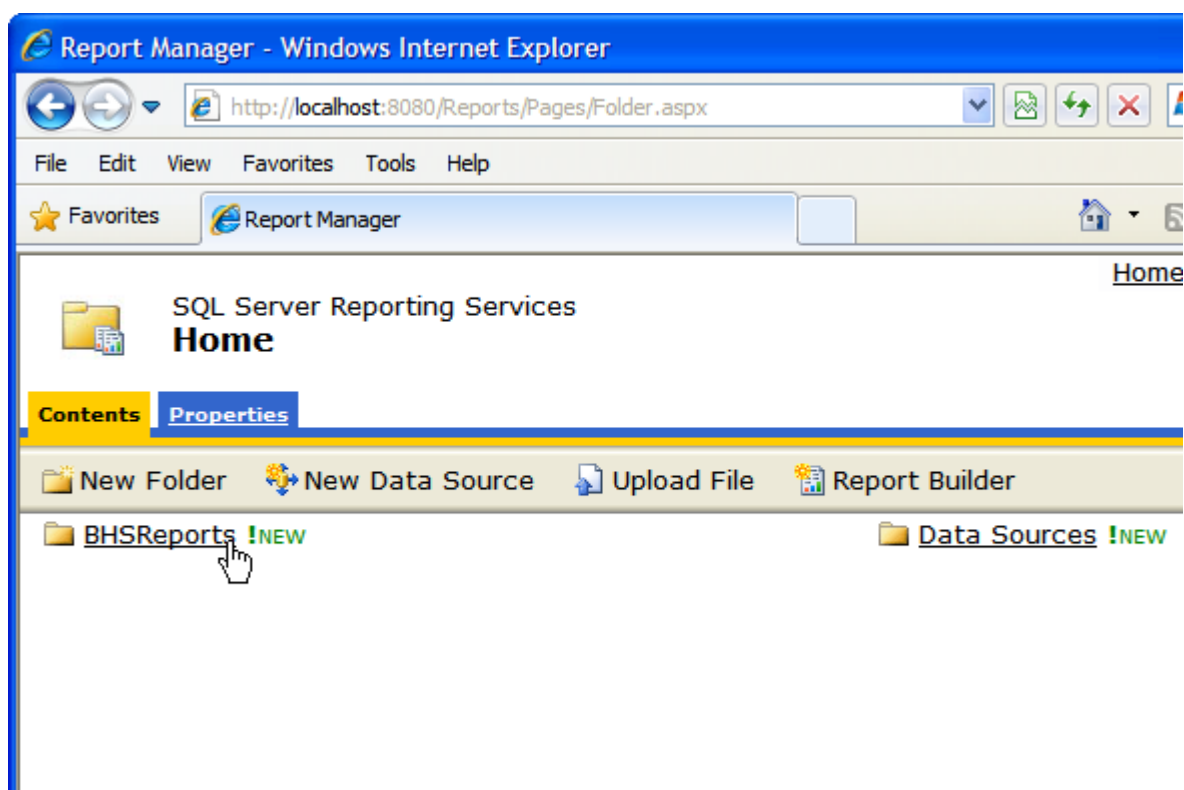 Report Manager - Windows Internet Explorer
http://localhost:8080/Reports/Pages/Folder.aspx
File Edit View Favorites Tools Help
Favorites Report Manager
Home
SQL Server Reporting Services
Home
Contents Properties
New Folder New Data Source Upload File Report Builder
BHSReports !NEW Data Sources !NEW